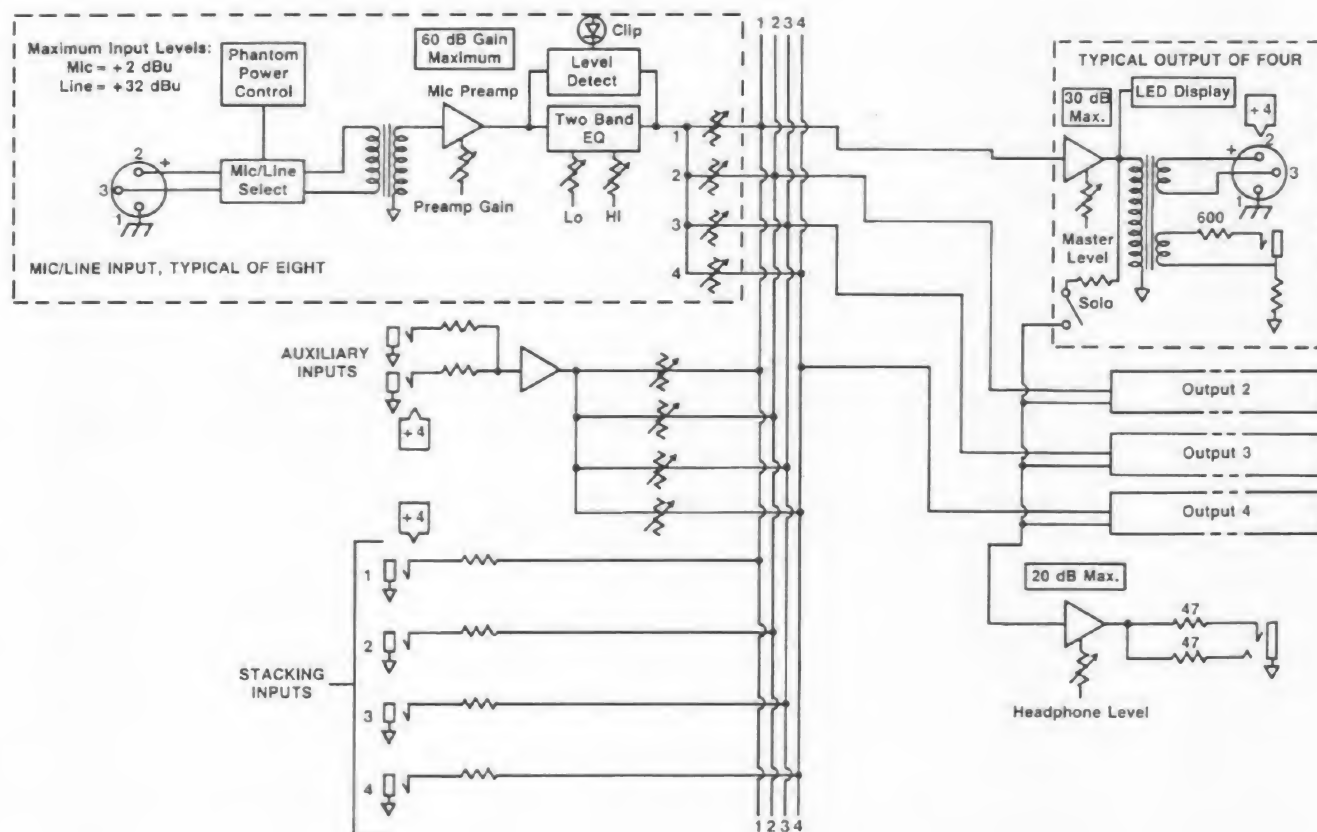 1 2 3 4
Maximum Input Levels:
Mic = +2 dBu
Line = +32 dBu
Phantom
Power
Control
60 dB Gain
Maximum
Clip
Level
Detect
Mic Preamp
Two Band
EQ
Mic/Line
Select
2
+
3
1
Preamp Gain
Lo
Hi
1
2
3
4
MIC/LINE INPUT, TYPICAL OF EIGHT
TYPICAL OUTPUT OF FOUR
30 dB
Max.
LED Display
+4
+
2
3
1
600
Master
Level
Solo
AUXILIARY
INPUTS
+4
Output 2
Output 3
Output 4
+4
STACKING
INPUTS
1
2
3
4
20 dB Max.
47
47
Headphone Level
1 2 3 4